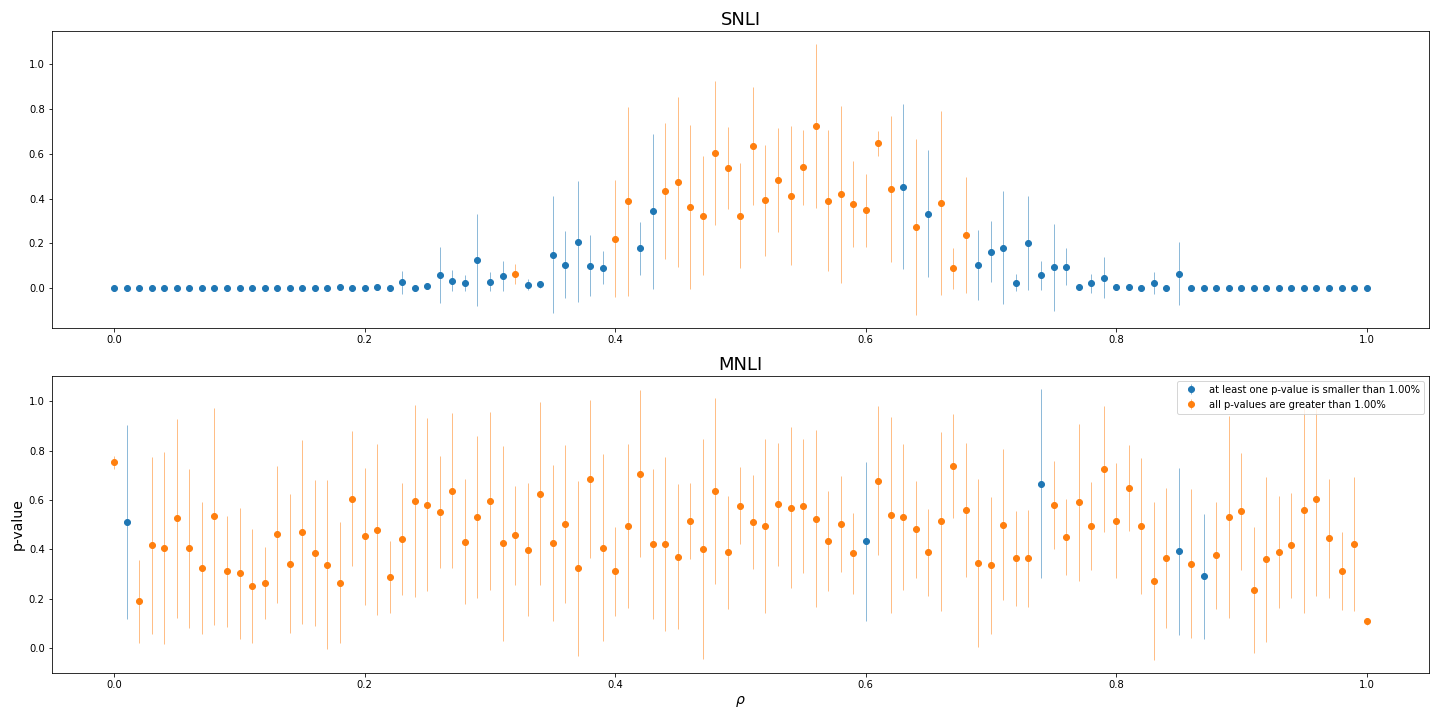 SNLI
1.0
0.8
0.6
0.4
0.2
0.0
0.0 0.2 0.4 0.6 0.8 1.0
MNLI
at least one p-value is smaller than 1.00%
all p-values are greater than 1.00%
p-value
1.0
0.8
0.6
0.4
0.2
0.0
0.0 0.2 0.4 0.6 0.8 1.0
ρ